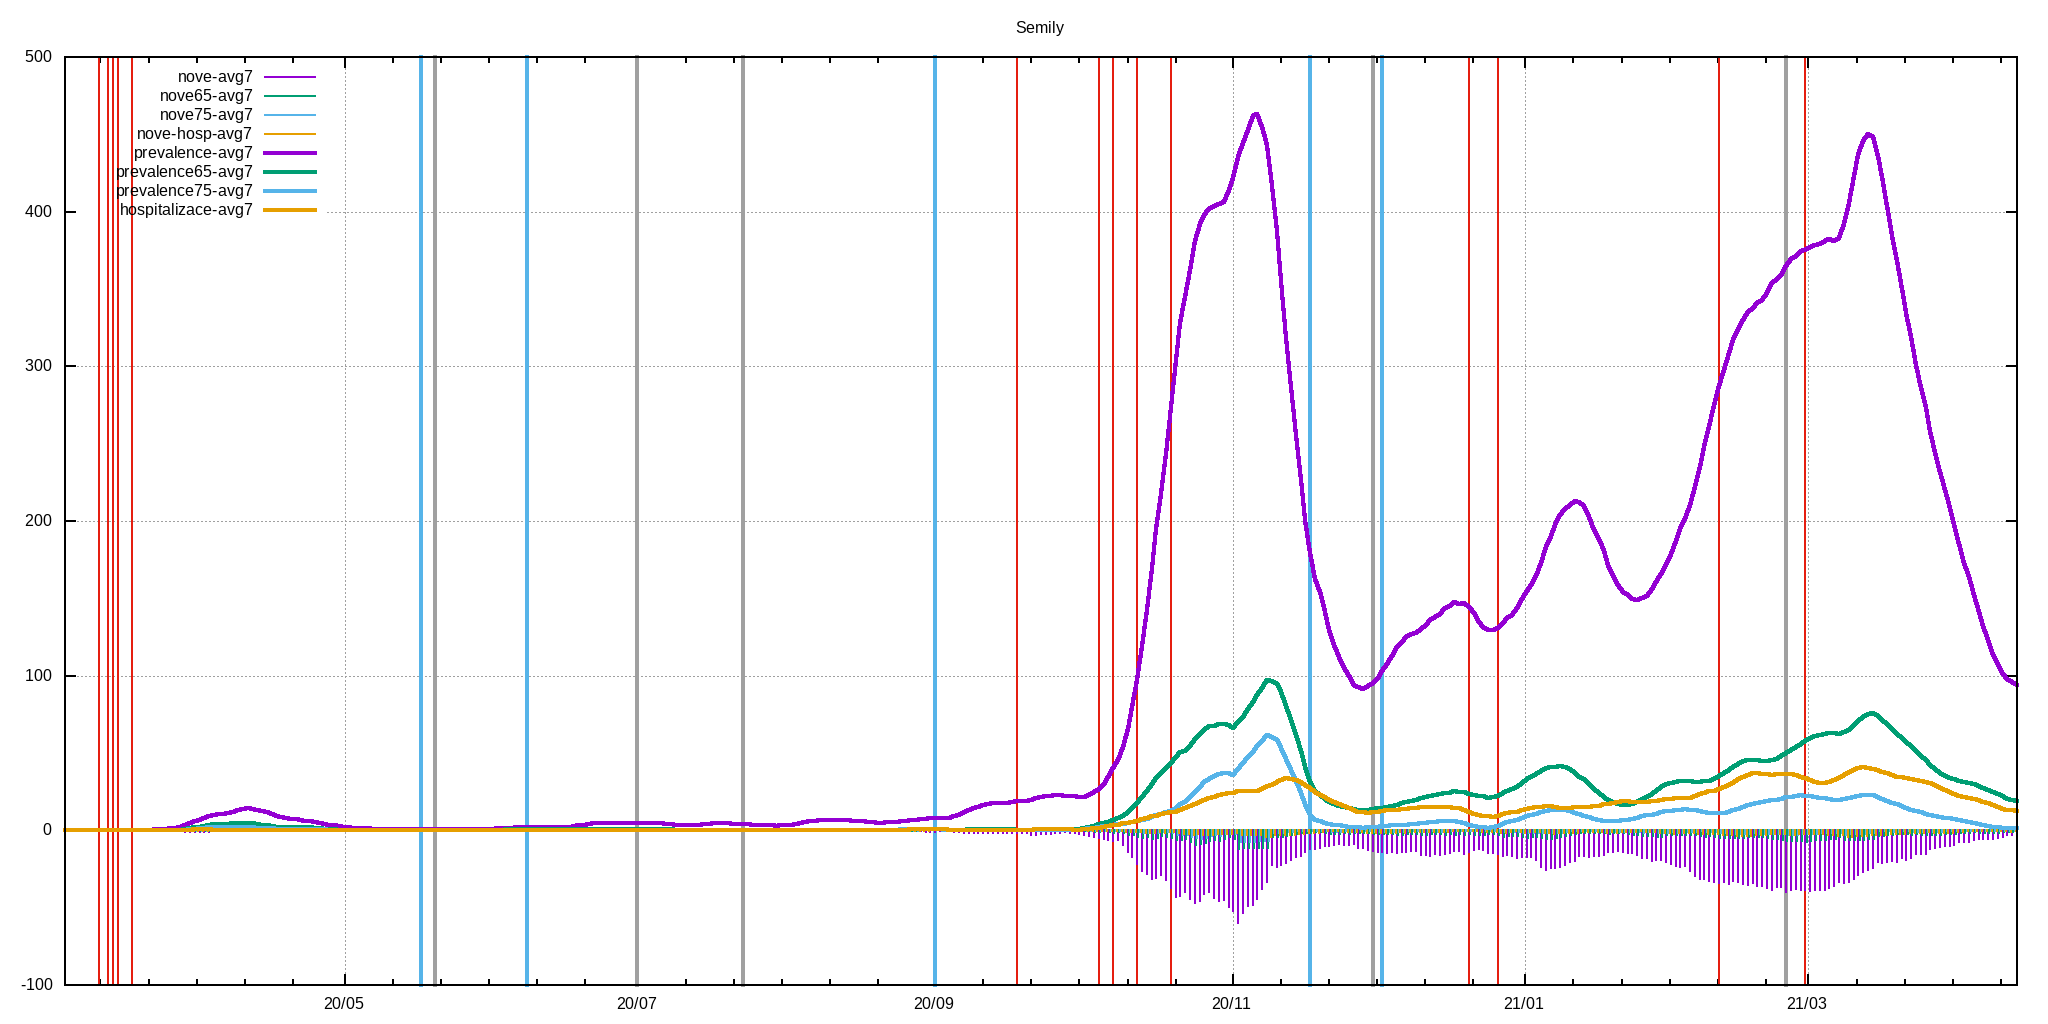 Semily
500
nove-avg7
nove65-avg7
nove75-avg7
nove-hosp-avg7
prevalence-avg7
prevalence65-avg7
prevalence75-avg7
hospitalizace-avg7
400
300
200
100
0
-100
20/05 20/07 20/09 20/11 21/01 21/03